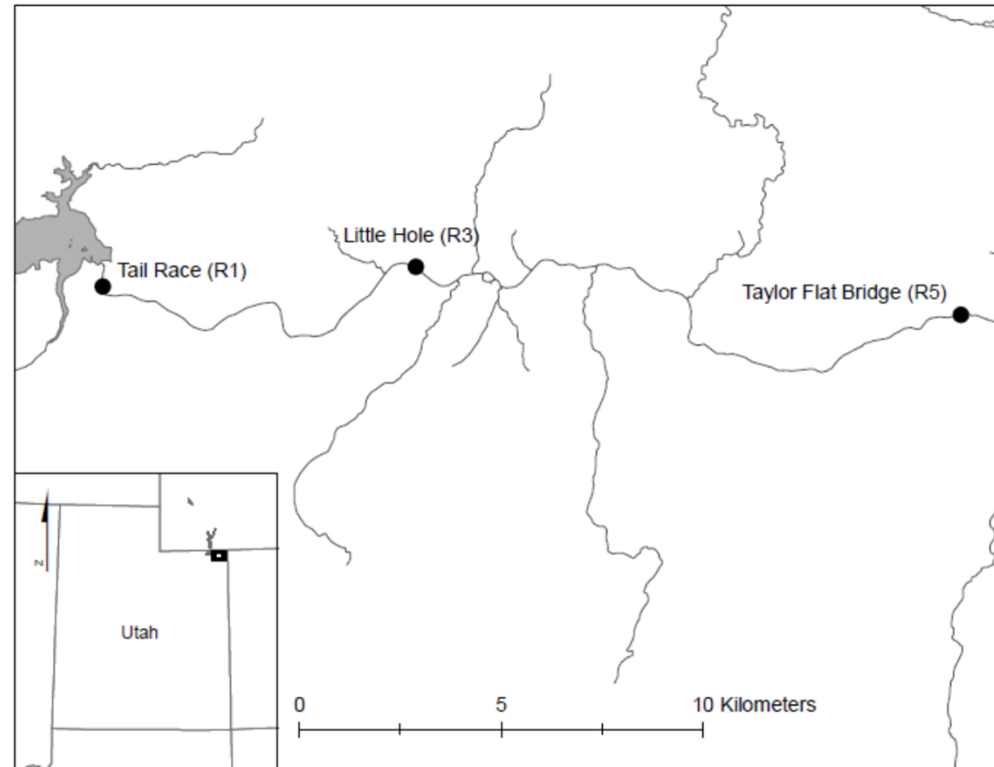 Little Hole (R3)
Tail Race (R1)
Taylor Flat Bridge (R5)
N
Utah
0 5 10 Kilometers